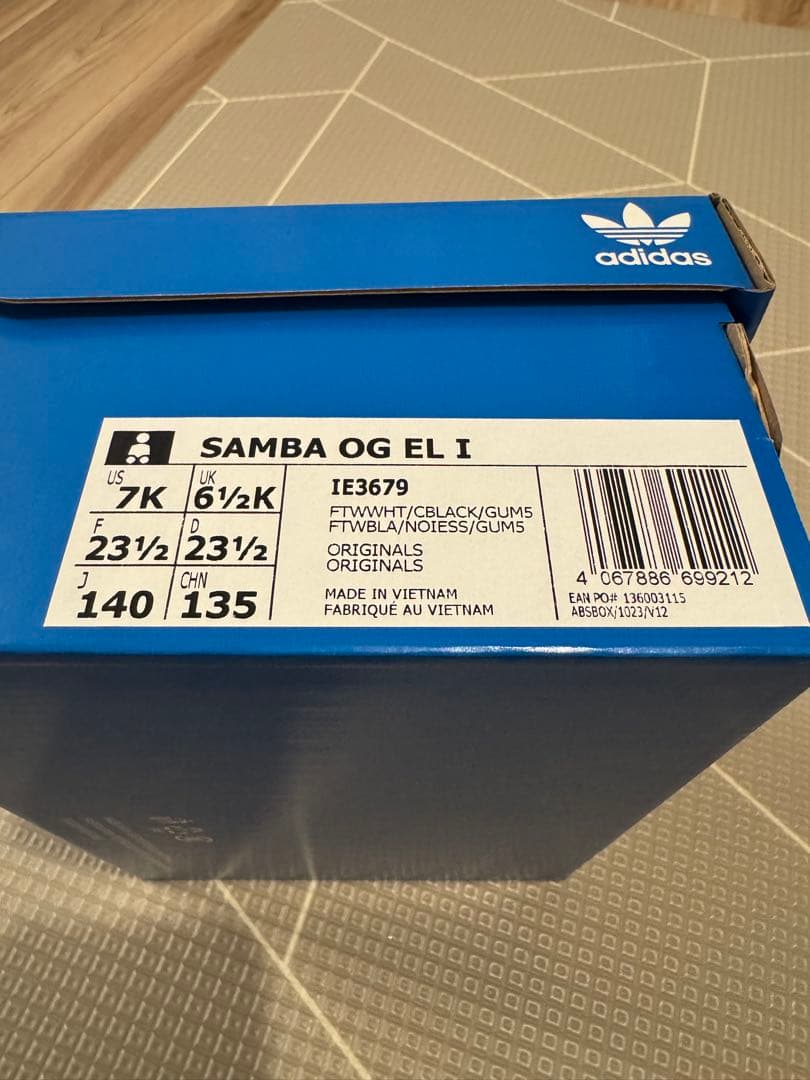 adidas
SAMBA OG EL I
US 7K UK 6½K
F 23½ D 23½
J 140 CHN 135
IE3679
FTWWHT/CBLACK/GUM5
FTWBLA/NOIESS/GUM5
ORIGINALS
ORIGINALS
MADE IN VIETNAM
FABRIQUÉ AU VIETNAM
4 067886 699212
EAN PO# 136003115
ABSBOX/1023/V12